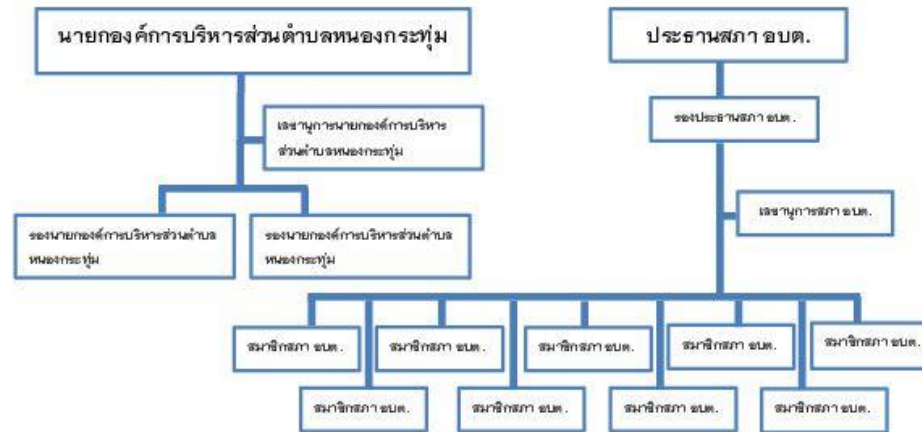 นายกองค์การบริหารส่วนตำบลหนองกระทุ่ม
ประธานสภา อบต.
เลขานุการนายกองค์การบริหาร
ส่วนตำบลหนองกระทุ่ม
รองประธานสภา อบต.
รองนายกองค์การบริหารส่วนตำบล
หนองกระทุ่ม
รองนายกองค์การบริหารส่วนตำบล
หนองกระทุ่ม
เลขานุการสภา อบต.
สมาชิกสภา อบต.
สมาชิกสภา อบต.
สมาชิกสภา อบต.
สมาชิกสภา อบต.
สมาชิกสภา อบต.
สมาชิกสภา อบต.
สมาชิกสภา อบต.
สมาชิกสภา อบต.
สมาชิกสภา อบต.